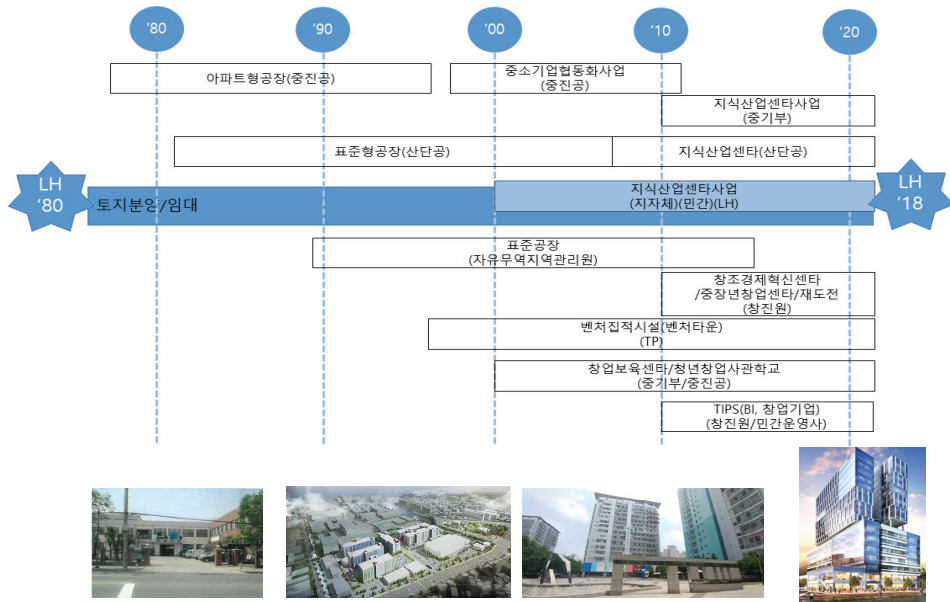 '80
'90
'00
'10
'20
아파트형공장(중진공)
중소기업협동화사업
(중진공)
지식산업센타사업
(중기부)
표준형공장(산단공)
지식산업센타(산단공)
LH
'80
토지분양/임대
지식산업센타사업
(지자체)(민간)(LH)
LH
'18
표준공장
(자유무역지역관리원)
창조경제혁신센타
/중장년창업센타/재도전
(창진원)
벤처집적시설(벤처타운)
(TP)
창업보육센타/청년창업사관학교
(중기부/중진공)
TIPS(BI, 창업기업)
(창진원/민간운영사)